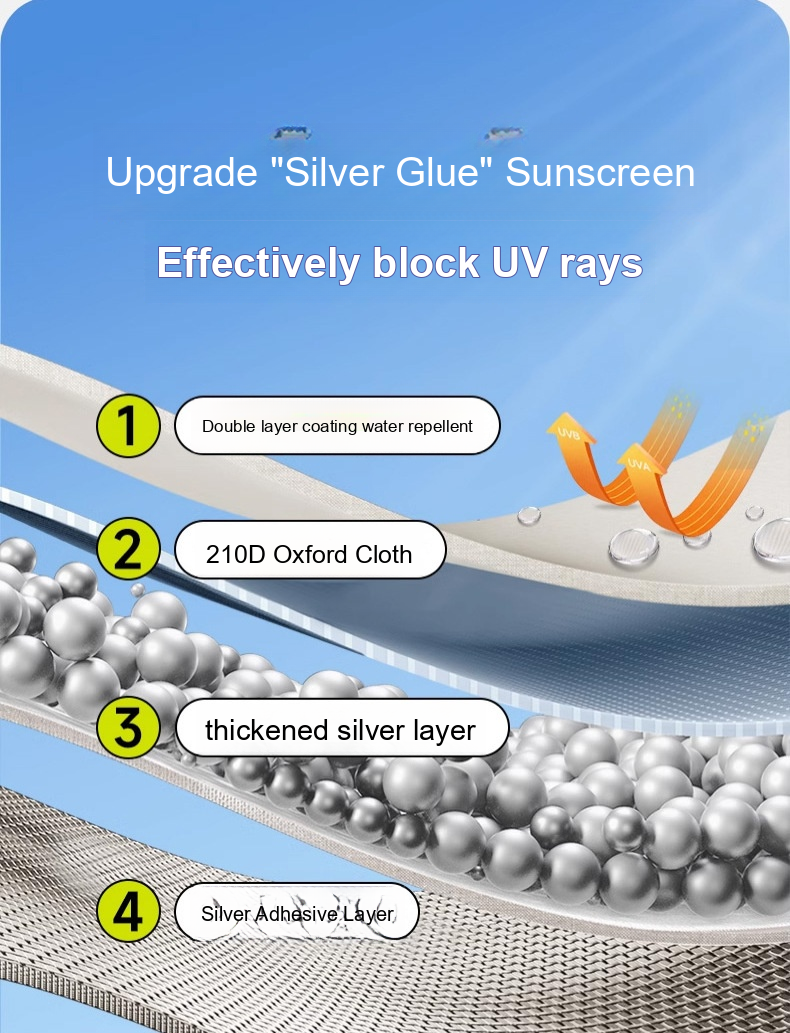 Upgrade "Silver Glue" Sunscreen
Effectively block UV rays
1
Double layer coating water repellent
UVB
UVA
2
210D Oxford Cloth
3
thickened silver layer
4
Silver Adhesive Layer